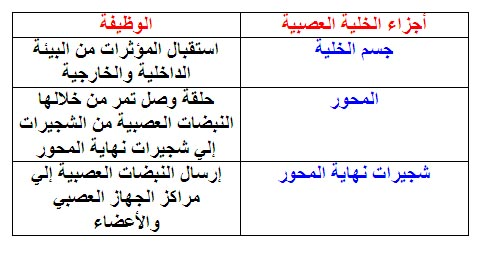 أجزاء الخلية العصبية
الوظيفة
جسم الخلية
استقبال المؤثرات من البيئة
الداخلية والخارجية
المحور
حلقة وصل تمر من خلالها
النبضات العصبية من الشجيرات
إلي شجيرات نهاية المحور
شجيرات نهاية المحور
إرسال النبضات العصبية إلي
مراكز الجهاز العصبي
والأعضاء